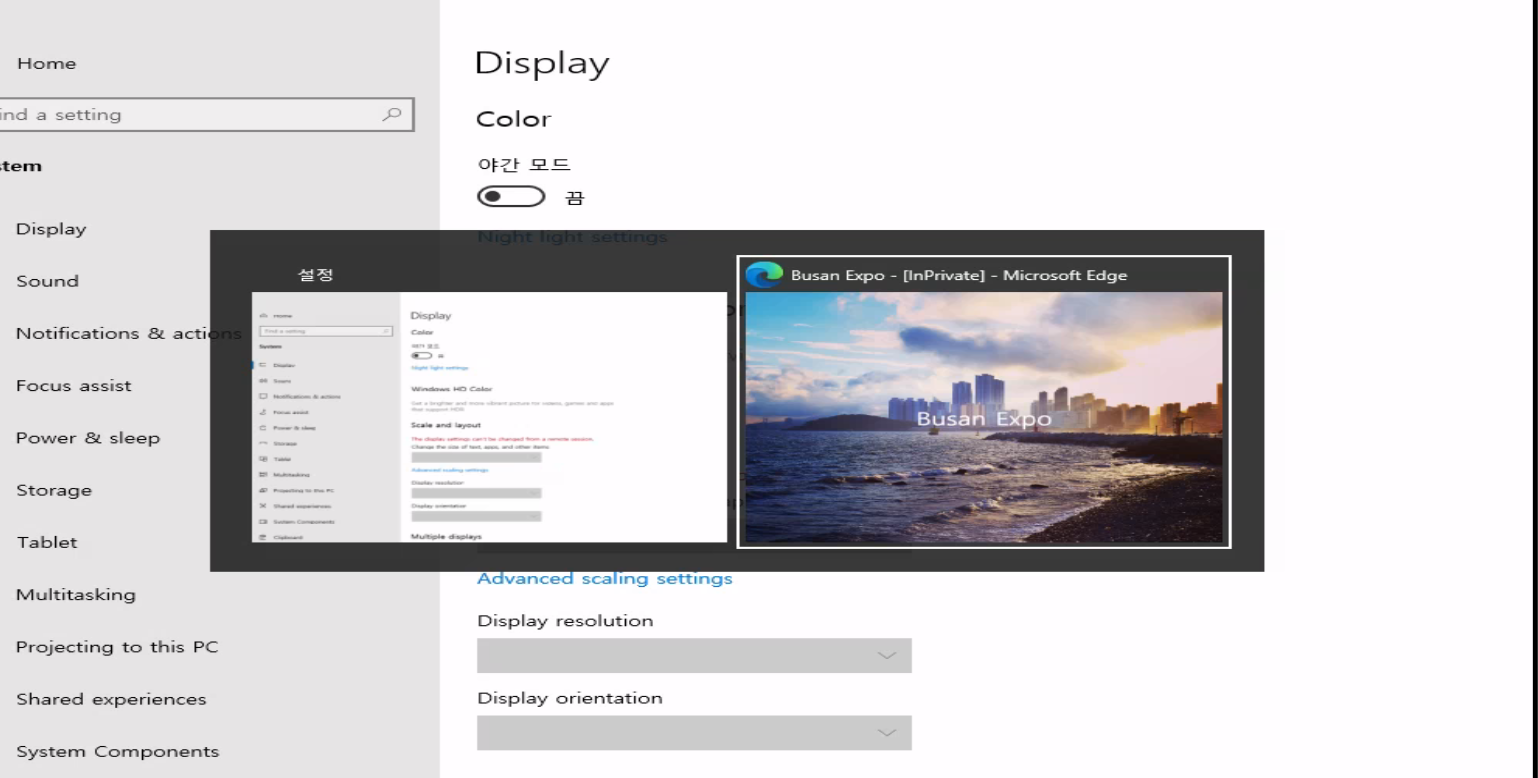 Home
ind a setting
stem
Display
Sound
Notifications & actions
Focus assist
Power & sleep
Storage
Tablet
Multitasking
Projecting to this PC
Shared experiences
System Components
Display
Color
야간 모드
끔
Night light settings
설정
Home
Find a setting
System
Display
Sound
Notifications & actions
Focus assist
Power & sleep
Storage
Tablet
Multitasking
Projecting to this PC
Shared experiences
System Components
Clipboard
Display
Color
야간 모드
끔
Night light settings
Windows HD Color
Get a brighter and more vibrant picture for videos, games and apps
that support HDR.
Scale and layout
The display settings can't be changed from a remote session.
Change the size of text, apps, and other items
Advanced scaling settings
Display resolution
Display orientation
Multiple displays
Busan Expo - [InPrivate] - Microsoft Edge
Busan Expo
Advanced scaling settings
Display resolution
Display orientation